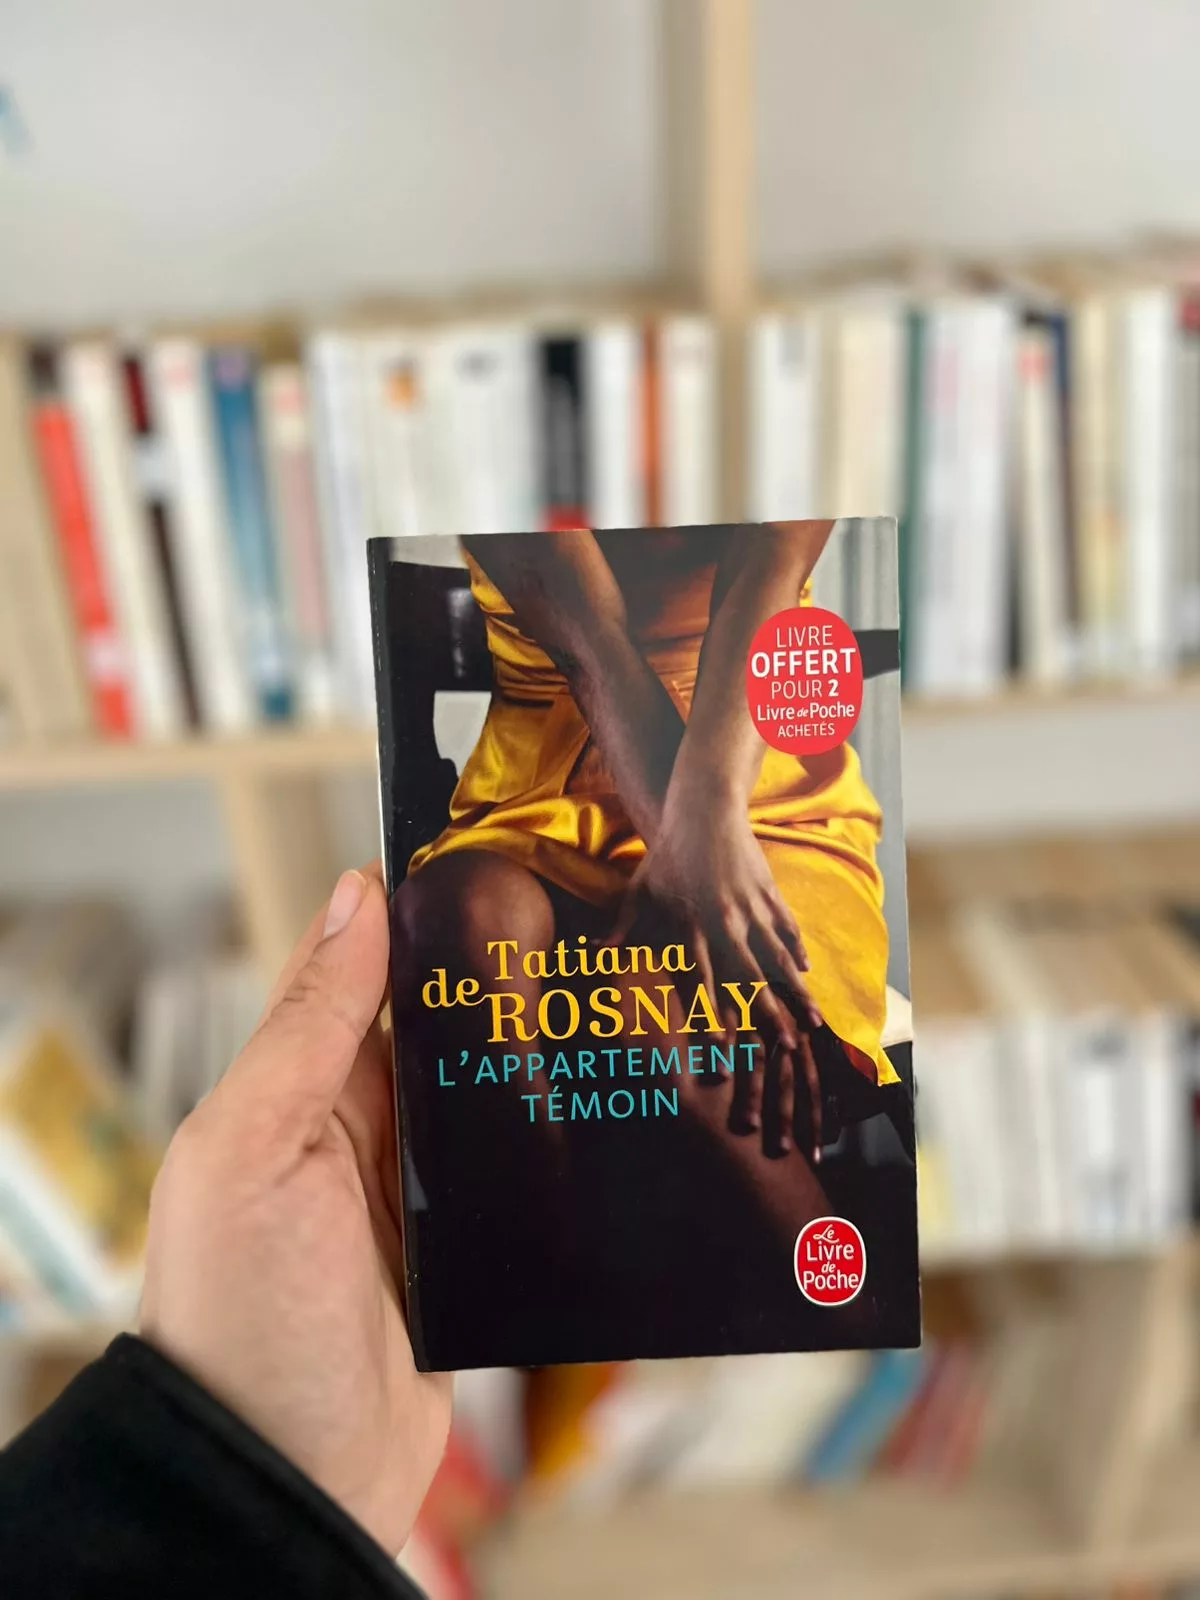 LIVRE
OFFERT
POUR 2
Livre de Poche
ACHETÉS
Tatiana
de ROSNAY
L'APPARTEMENT
TÉMOIN
Le
Livre
de
Poche